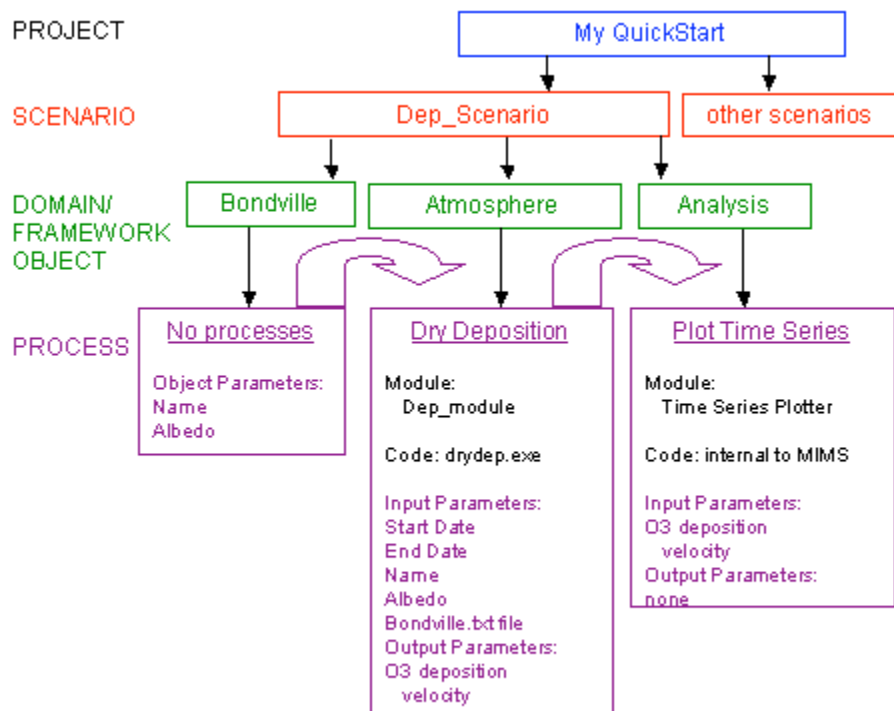 PROJECT
My QuickStart
SCENARIO
Dep_Scenario
other scenarios
DOMAIN/
FRAMEWORK
OBJECT
Bondville
Atmosphere
Analysis
PROCESS
No processes
Object Parameters:
Name
Albedo
Dry Deposition
Module:
Dep_module
Code: drydep.exe
Input Parameters:
Start Date
End Date
Name
Albedo
Bondville.txt file
Output Parameters:
O3 deposition
velocity
Plot Time Series
Module:
Time Series Plotter
Code: internal to MIMS
Input Parameters:
O3 deposition
velocity
Output Parameters:
none